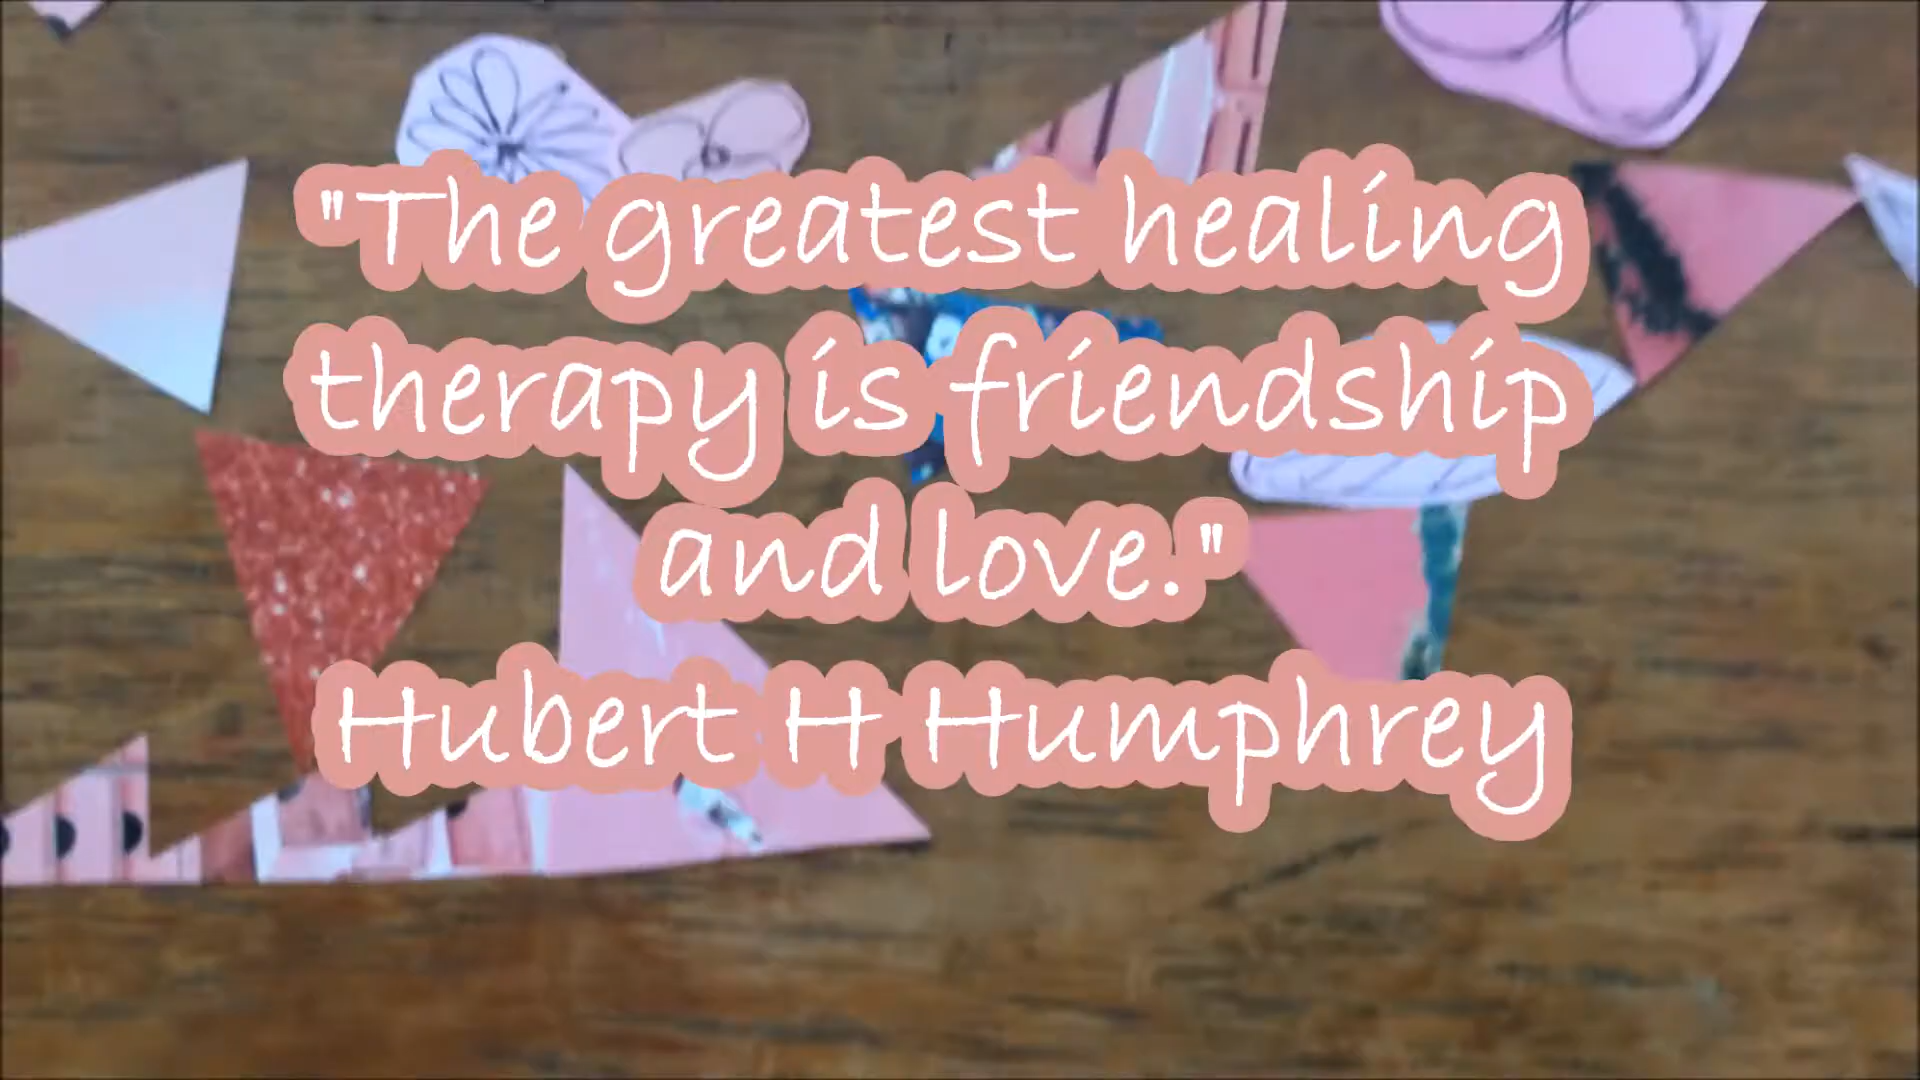 "The greatest healing
therapy is friendship
and love."
Hubert H Humphrey